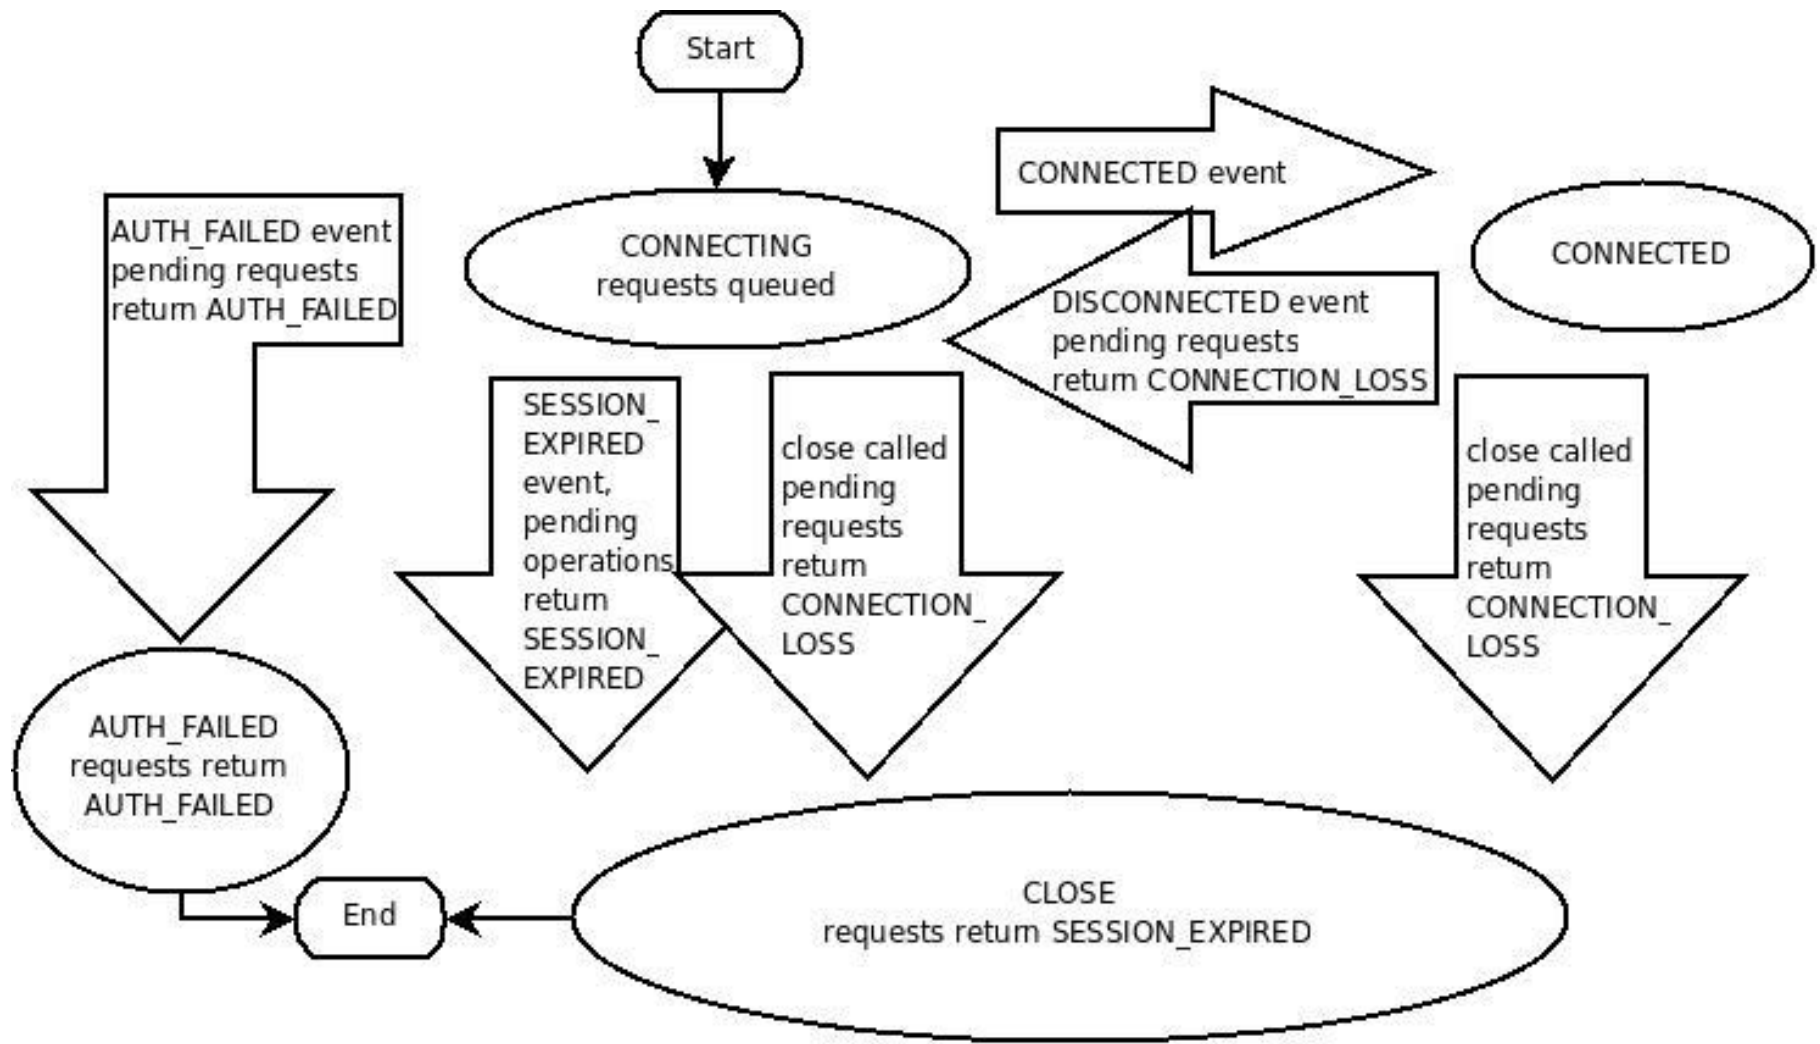 Start
CONNECTED event
AUTH_FAILED event
pending requests
return AUTH_FAILED
CONNECTING
requests queued
CONNECTED
DISCONNECTED event
pending requests
return CONNECTION_LOSS
SESSION_
EXPIRED
event,
pending
operations
return
SESSION_
EXPIRED
close called
pending
requests
return
CONNECTION_
LOSS
close called
pending
requests
return
CONNECTION_
LOSS
AUTH_FAILED
requests return
AUTH_FAILED
End
CLOSE
requests return SESSION_EXPIRED